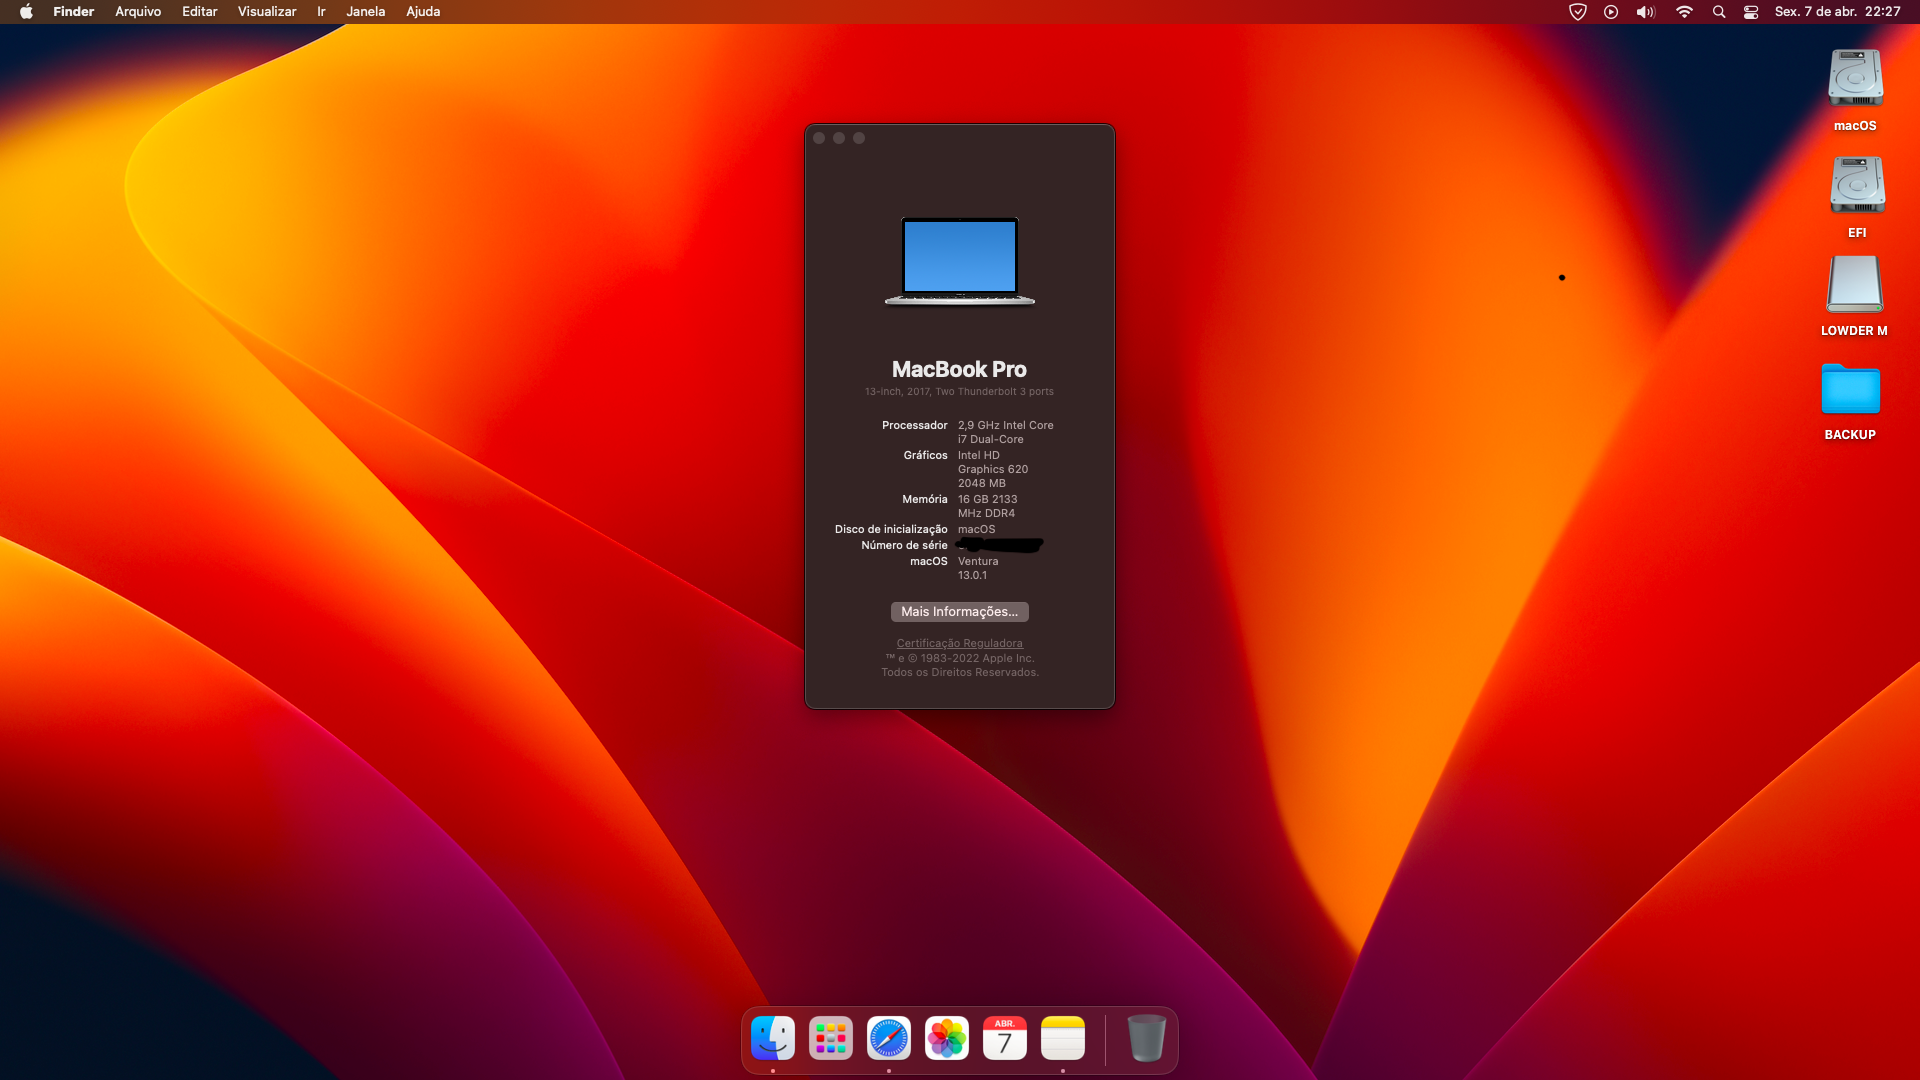 Finder Arquivo Editar Visualizar Ir Janela Ajuda Sex. 7 de abr. 22:27
macOS
EFI
LOWDER M
BACKUP
MacBook Pro
13-inch, 2017, Two Thunderbolt 3 ports
Processador 2,9 GHz Intel Core
i7 Dual-Core
Gráficos Intel HD
Graphics 620
2048 MB
Memória 16 GB 2133
MHz DDR4
Disco de inicialização macOS
Número de série
macOS Ventura
13.0.1
Mais Informações...
Certificação Reguladora
™ e © 1983-2022 Apple Inc.
Todos os Direitos Reservados.
ABR.
7